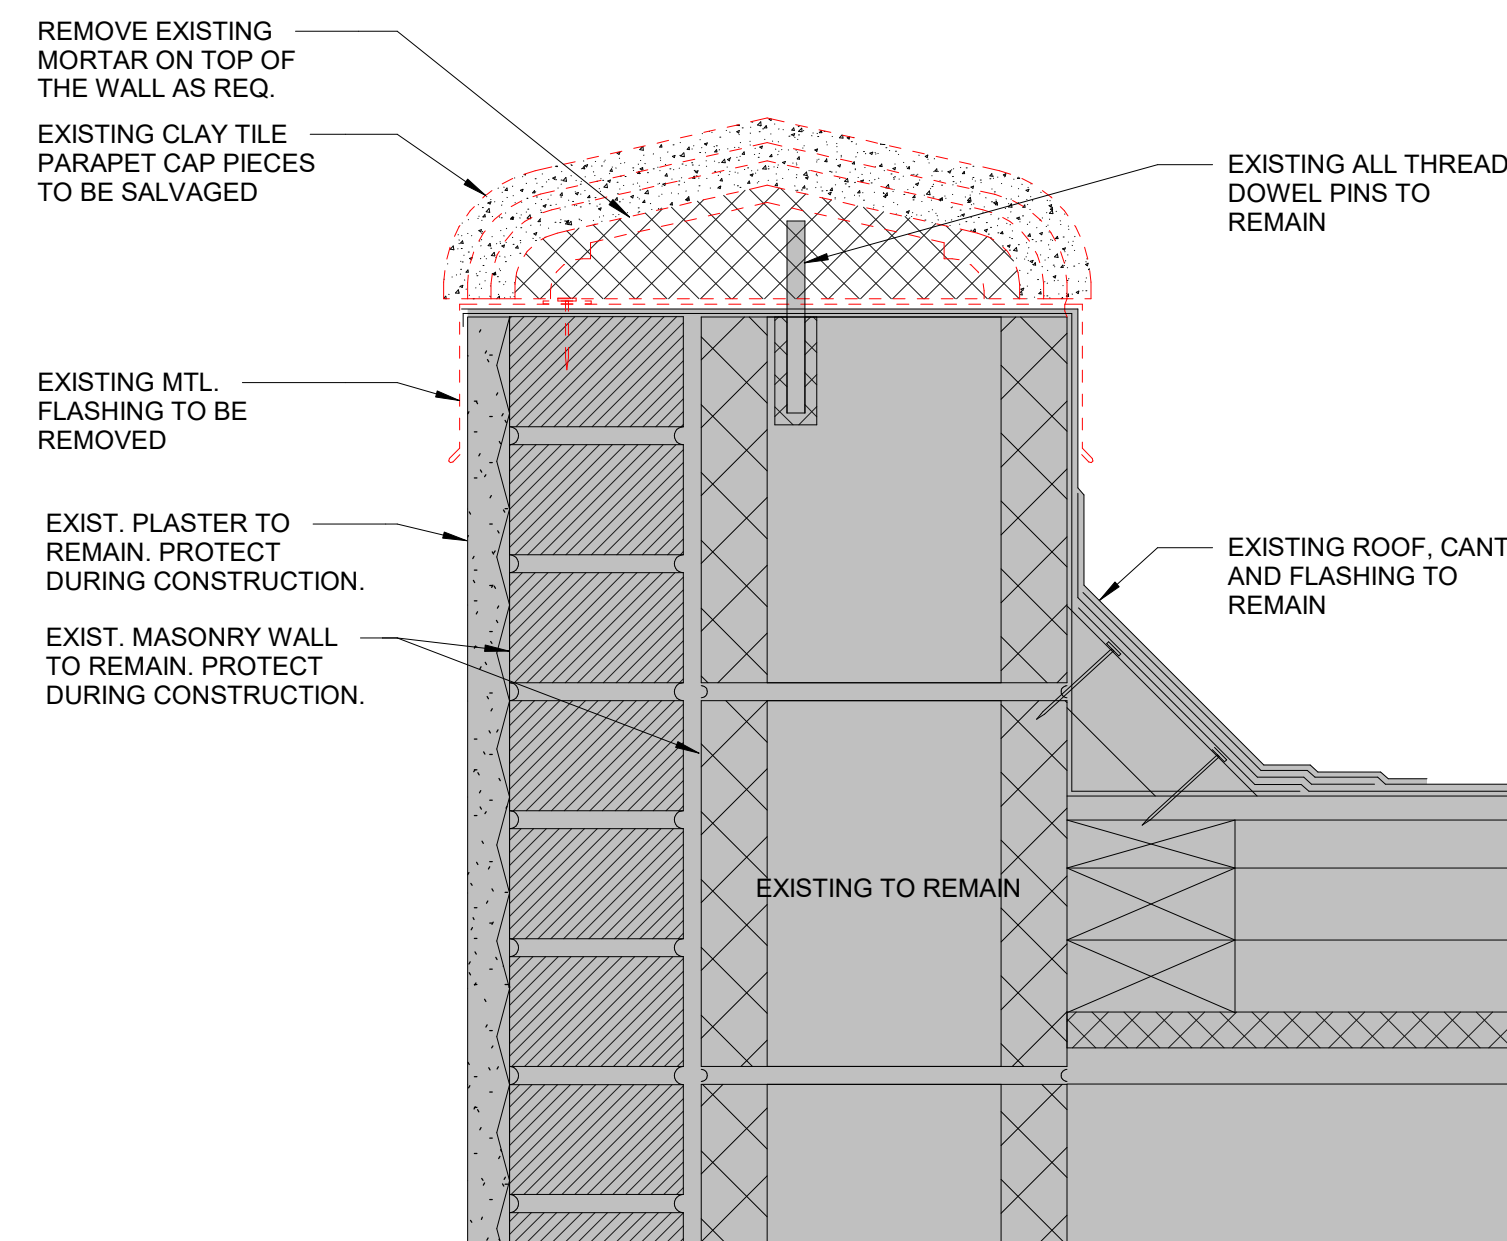 REMOVE EXISTING
MORTAR ON TOP OF
THE WALL AS REQ.
EXISTING CLAY TILE
PARAPET CAP PIECES
TO BE SALVAGED
EXISTING ALL THREAD
DOWEL PINS TO
REMAIN
EXISTING MTL.
FLASHING TO BE
REMOVED
EXIST. PLASTER TO
REMAIN. PROTECT
DURING CONSTRUCTION.
EXISTING ROOF, CANT
AND FLASHING TO
REMAIN
EXIST. MASONRY WALL
TO REMAIN. PROTECT
DURING CONSTRUCTION.
EXISTING TO REMAIN